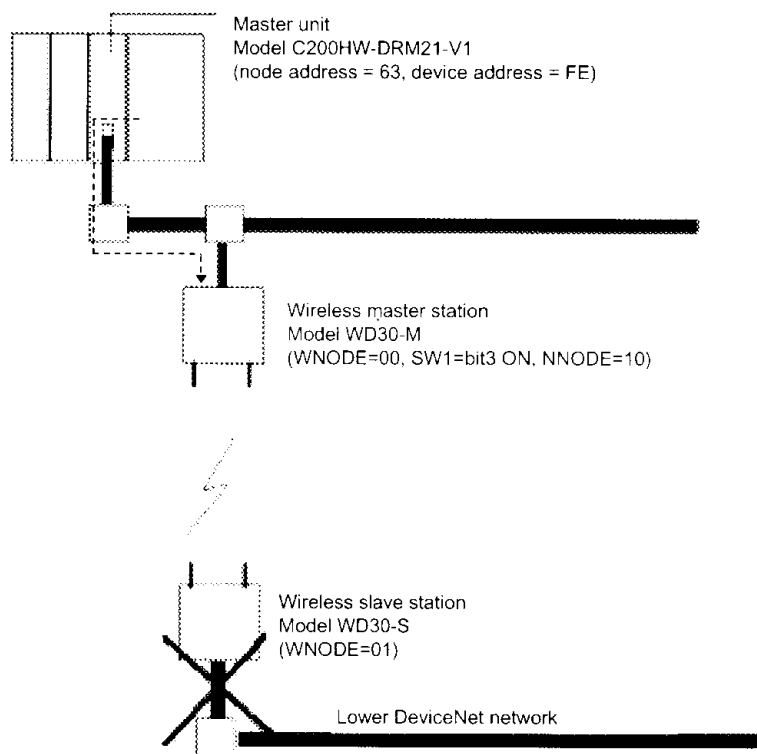 Master unit
Model C200HW-DRM21-V1
(node address = 63, device address = FE)
Wireless master station
Model WD30-M
(WNODE=00, SW1=bit3 ON, NNODE=10)
Wireless slave station
Model WD30-S
(WNODE=01)
Lower DeviceNet network